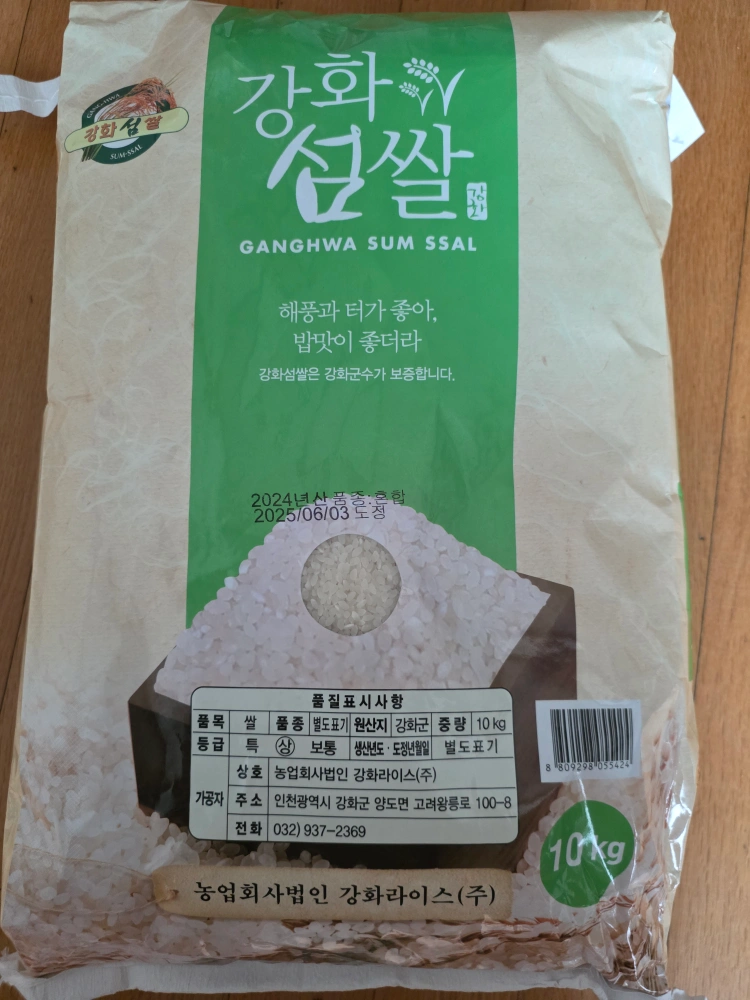 GANGHWA
강화섬쌀
SUM-SSAL
강화
섬쌀
강화
GANGHWA SUM SSAL
해풍과 터가 좋아,
밥맛이 좋더라
강화섬쌀은 강화군수가 보증합니다.
2024년산 품종:혼합
2025/06/03 도정
품질표시사항
품목 쌀 품종 별도표기 원산지 강화군 중량 10kg
등급 특 상 보통 생산년도·도정년월일 별도표기
가공자 상호 농업회사법인 강화라이스(주)
주소 인천광역시 강화군 양도면 고려왕릉로 100-8
전화 032) 937-2369
8 809298 055424
10kg
농업회사법인 강화라이스(주)